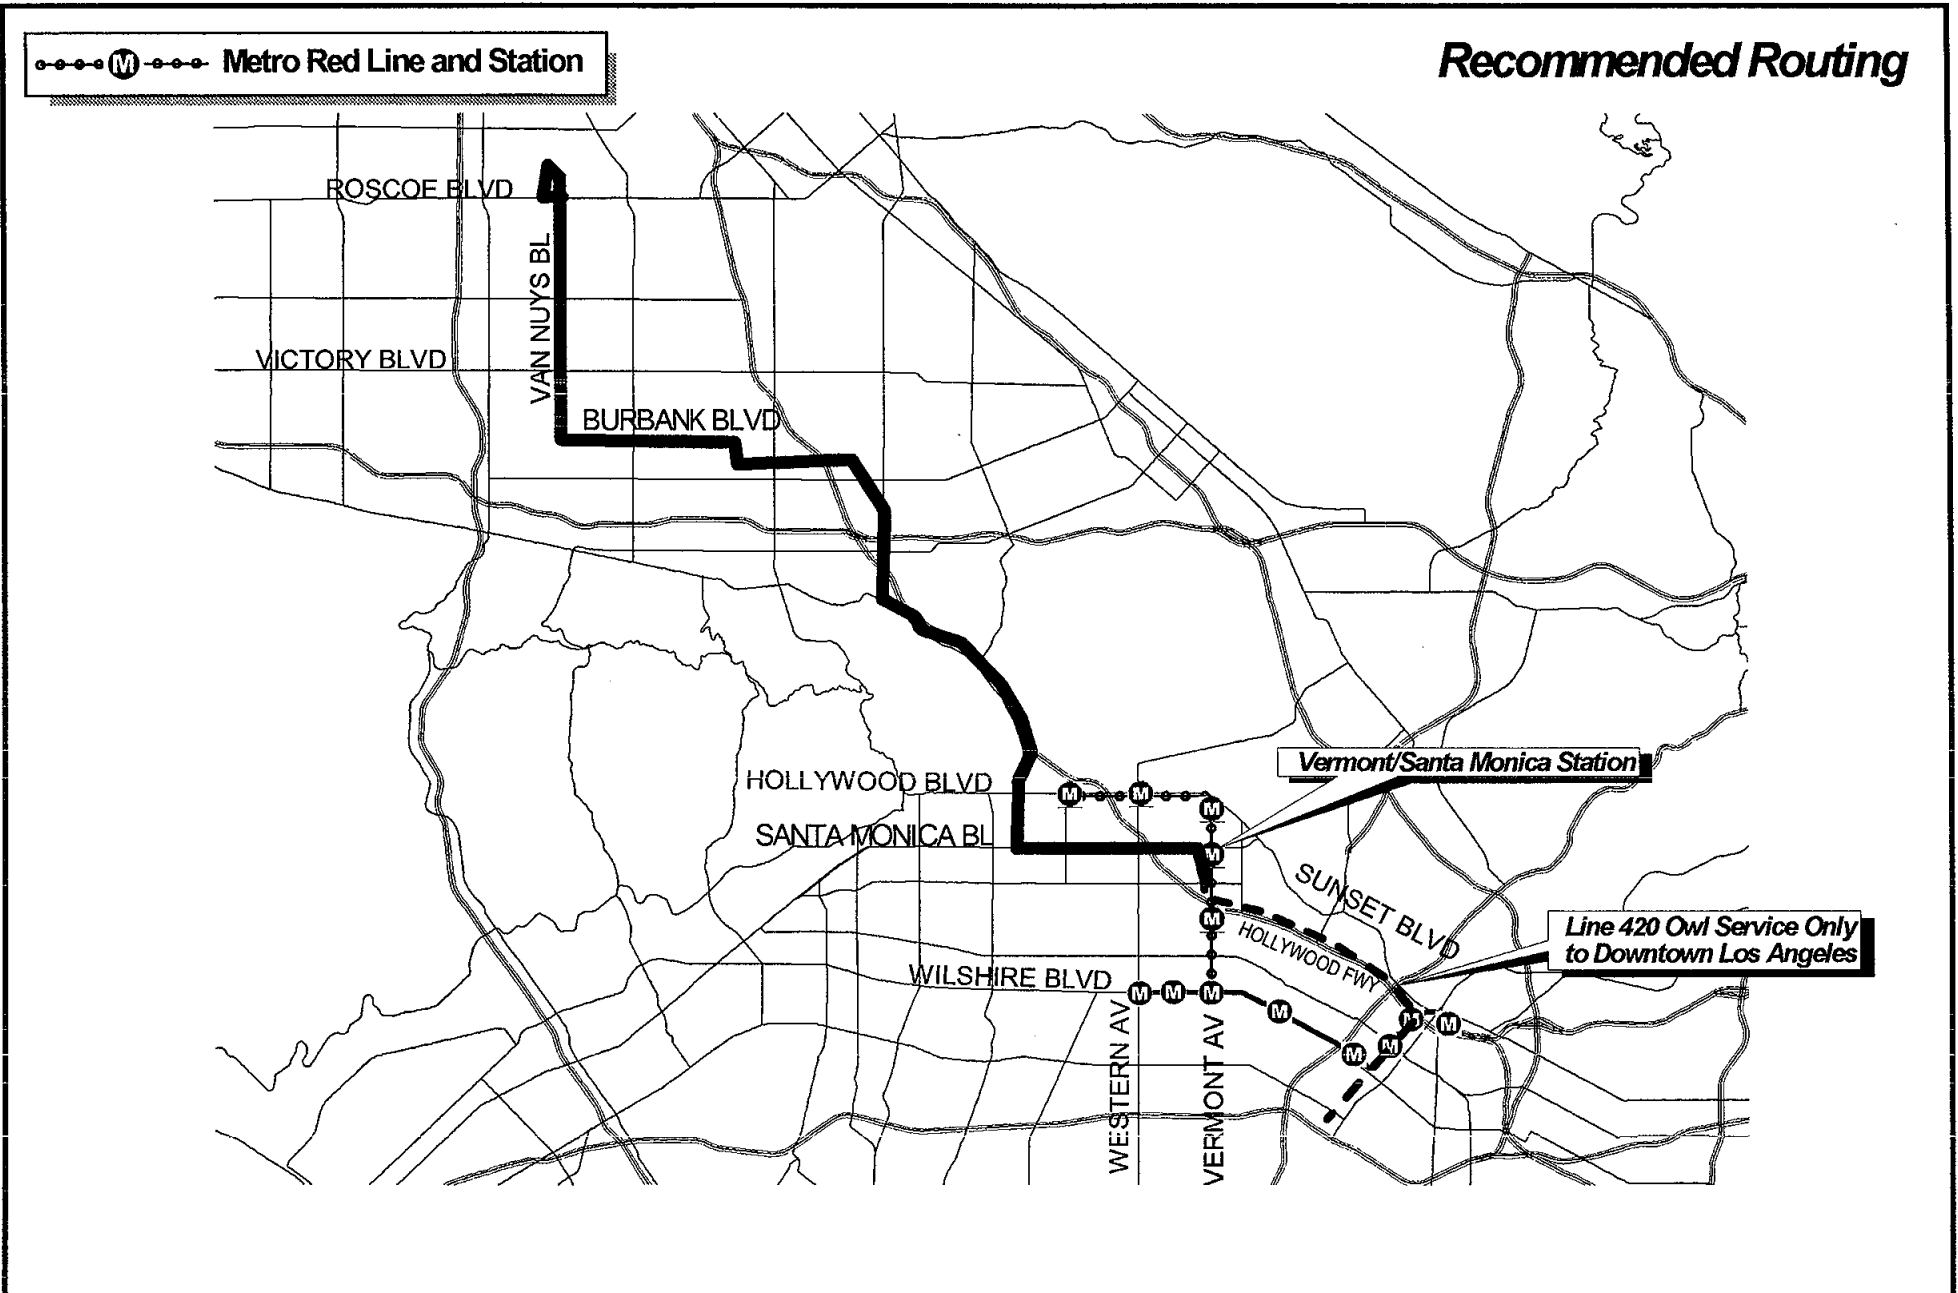 M Metro Red Line and Station
Recommended Routing
ROSCOE BLVD
VAN NUYS BL
VICTORY BLVD
BURBANK BLVD
Vermont/Santa Monica Station
HOLLYWOOD BLVD
M M M
SANTA MONICA BL
M
SUNSET BLVD
Line 420 Owl Service Only
to Downtown Los Angeles
M
HOLLYWOOD FWY
WILSHIRE BLVD
M M M M
M M
M M
WESTERN AV
VERMONT AV